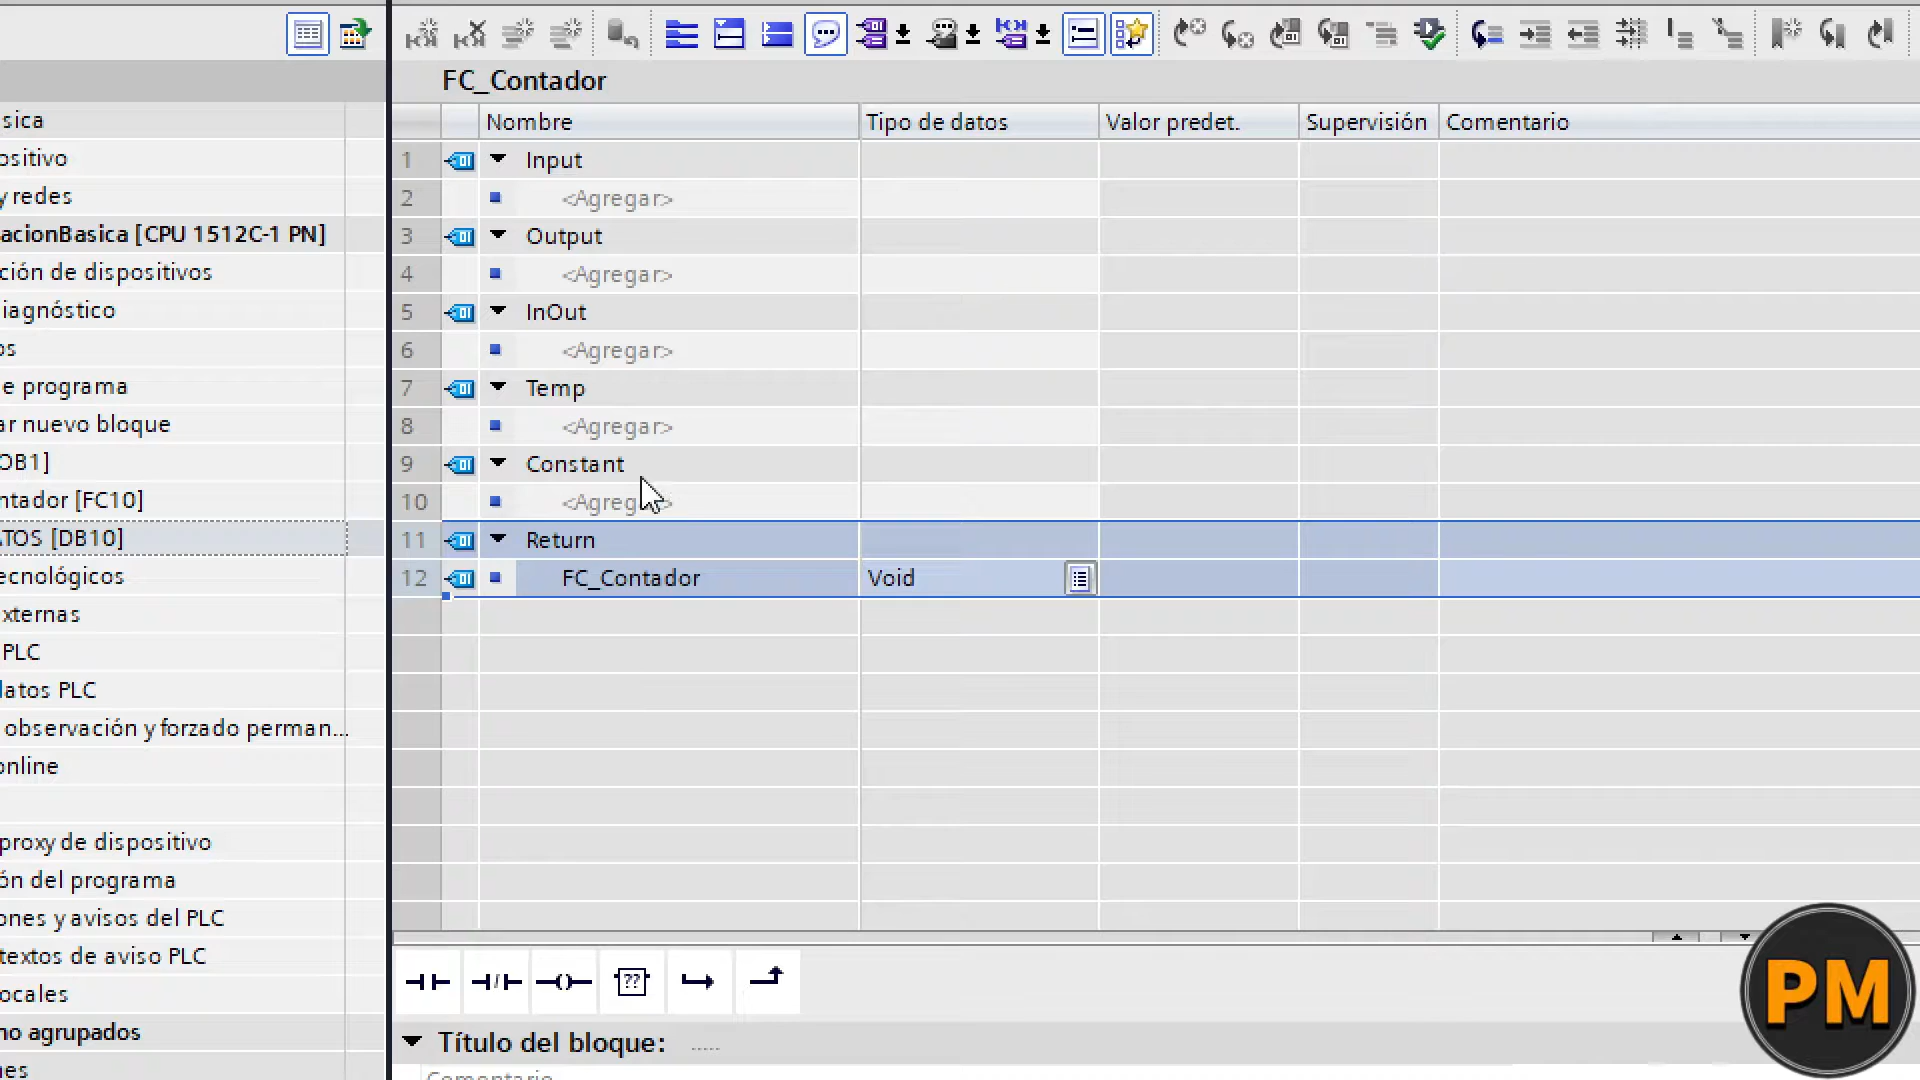 FC_Contador
Nombre Tipo de datos Valor predet. Supervisión Comentario
1 Input
2 <Agregar>
3 Output
4 <Agregar>
5 InOut
6 <Agregar>
7 Temp
8 <Agregar>
9 Constant
10 <Agreg >
11 Return
12 FC_Contador Void
sica
ositivo
y redes
acionBasica [CPU 1512C-1 PN]
ción de dispositivos
iagnóstico
os
e programa
ar nuevo bloque
OB1]
ntador [FC10]
ATOS [DB10]
ecnológicos
xternas
PLC
latos PLC
observación y forzado perman...
online
proxy de dispositivo
ón del programa
ones y avisos del PLC
textos de aviso PLC
ocales
no agrupados
nes
??
Título del bloque: .....
Comentario
PM